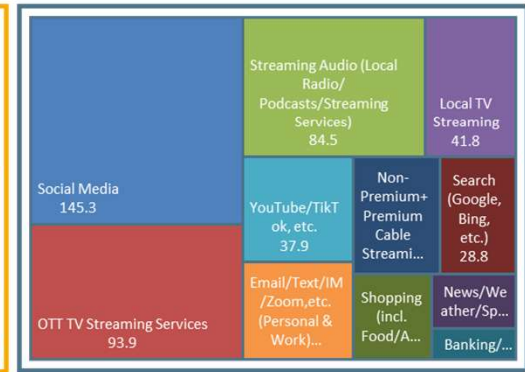 Social Media
145.3
OTT TV Streaming Services
93.9
Streaming Audio (Local
Radio/
Podcasts/Streaming
Services)
84.5
Local TV
Streaming
41.8
YouTube/TikT
ok, etc.
37.9
Email/Text/IM
/Zoom,etc.
(Personal &
Work)...
Non-
Premium+
Premium
Cable
Streami...
Search
(Google,
Bing,
etc.)
28.8
Shopping
(incl.
Food/A...
News/We
ather/Sp...
Banking/...